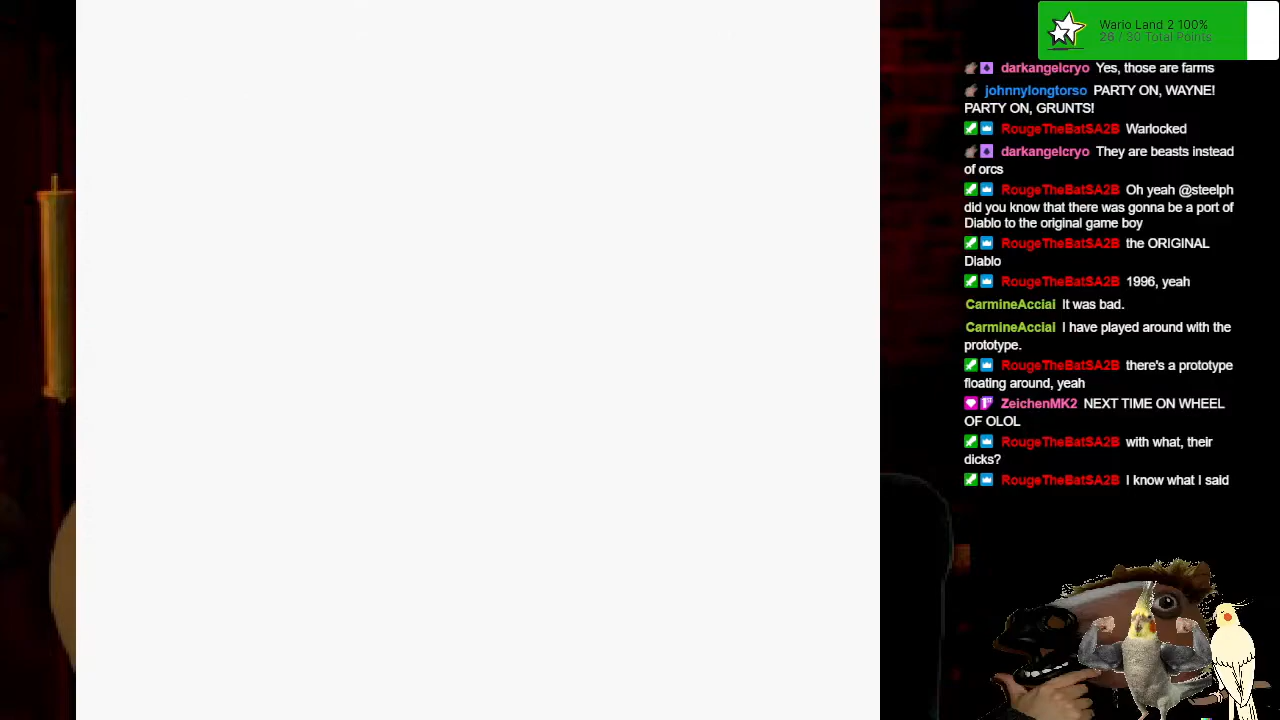 Wario Land 2 100%
26 / 30 Total Points
darkangelcryo Yes, those are farms
johnnylongtorso PARTY ON, WAYNE!
PARTY ON, GRUNTS!
RougeTheBatSA2B Warlocked
darkangelcryo They are beasts instead
of orcs
RougeTheBatSA2B Oh yeah @steelph
did you know that there was gonna be a port of
Diablo to the original game boy
RougeTheBatSA2B the ORIGINAL
Diablo
RougeTheBatSA2B 1996, yeah
CarmineAcciai It was bad.
CarmineAcciai I have played around with the
prototype.
RougeTheBatSA2B there's a prototype
floating around, yeah
ZeichenMK2 NEXT TIME ON WHEEL
OF OLOL
RougeTheBatSA2B with what, their
dicks?
RougeTheBatSA2B I know what I said